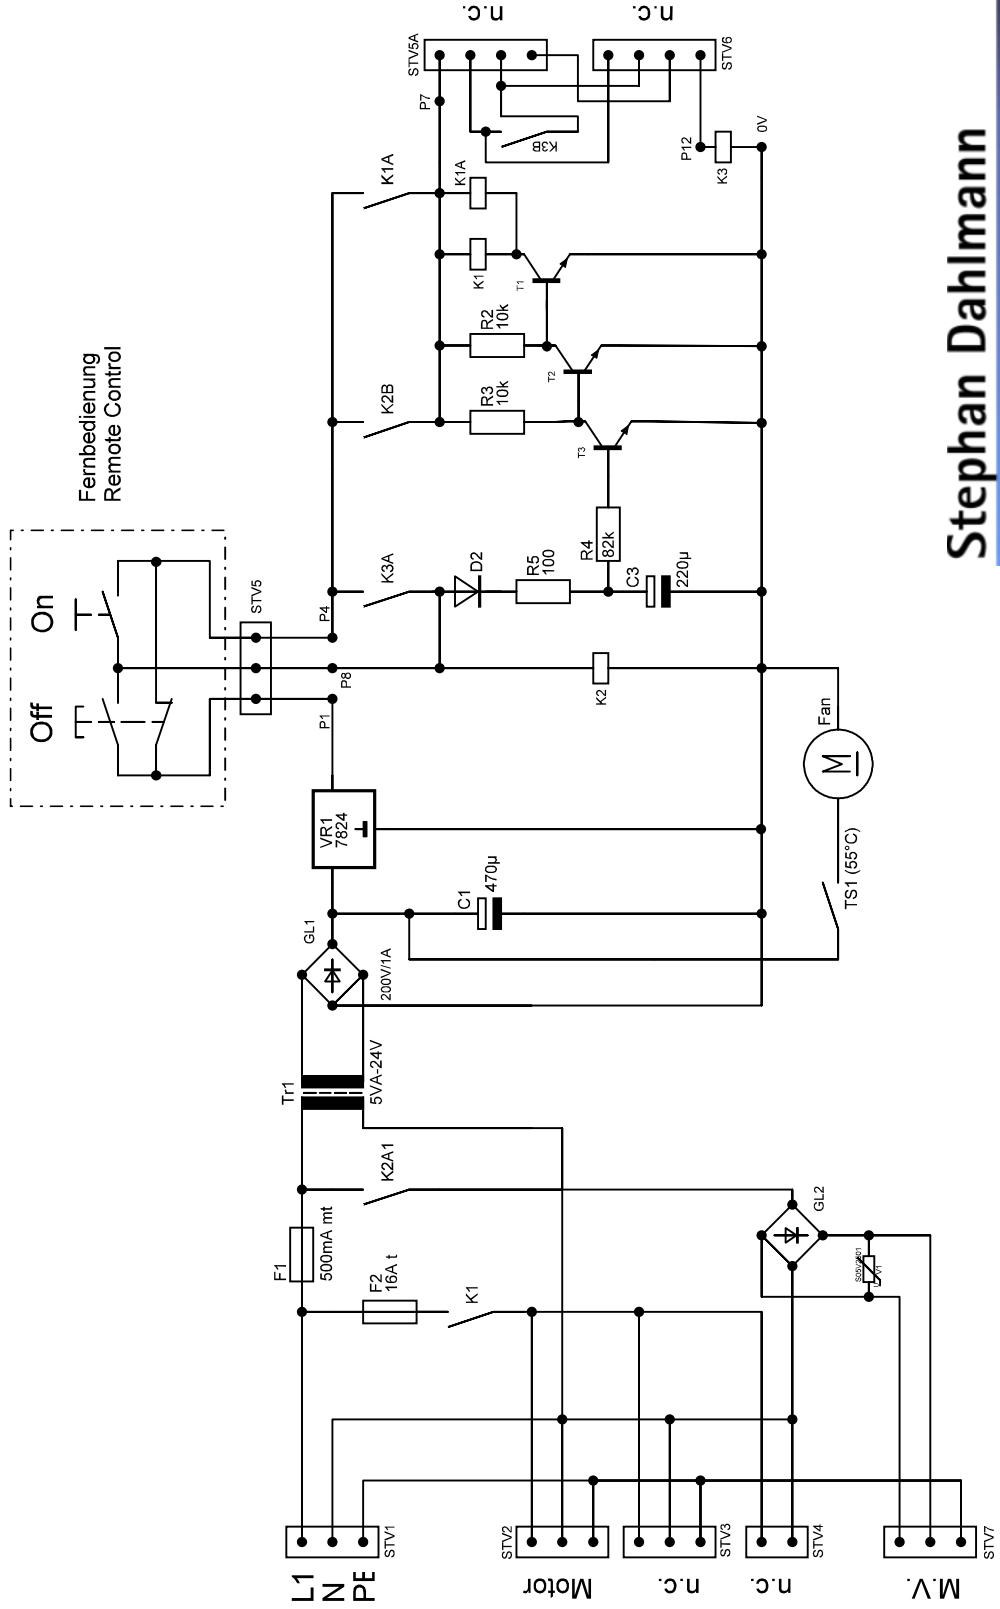 n.c.
n.c.
STV5A
STV6
P7
K3B
P12
K3
0V
K1A
K1A
K1
T1
R2
10k
T2
K2B
R3
10k
T3
Fernbedienung
Remote Control
On
Off
STV5
P4
P8
P1
K3A
D2
R5
100
R4
82k
C3
220µ
K2
Fan
M
TS1 (55°C)
VR1
7824
C1
470µ
GL1
200V/1A
Tr1
5VA-24V
K2A1
GL2
F1
500mA mt
F2
16A t
K1
S05V2501
V1
L1
N
PE
STV1
STV2
Motor
STV3
n.c.
STV4
n.c.
STV7
M.V.
Stephan Dahlmann